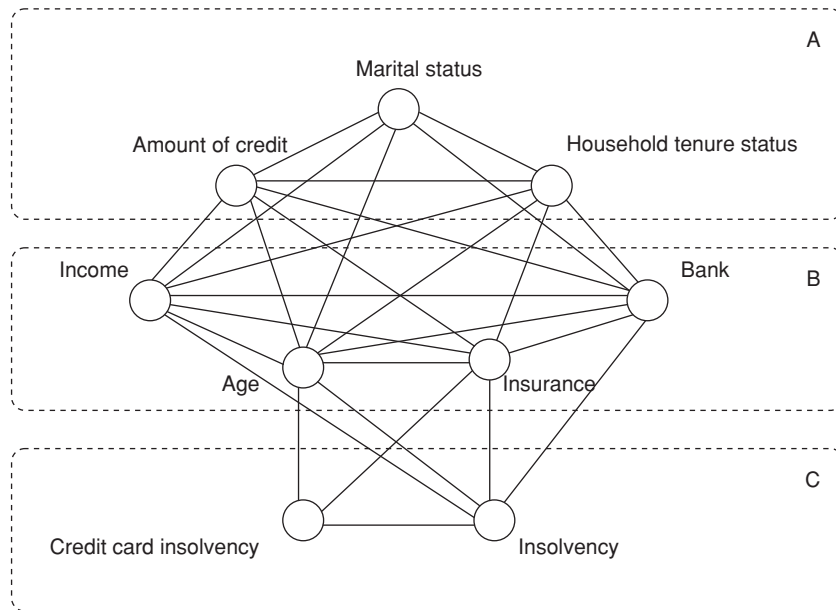 A
Marital status
Amount of credit
Household tenure status
Income
Bank
B
Age
Insurance
C
Credit card insolvency
Insolvency